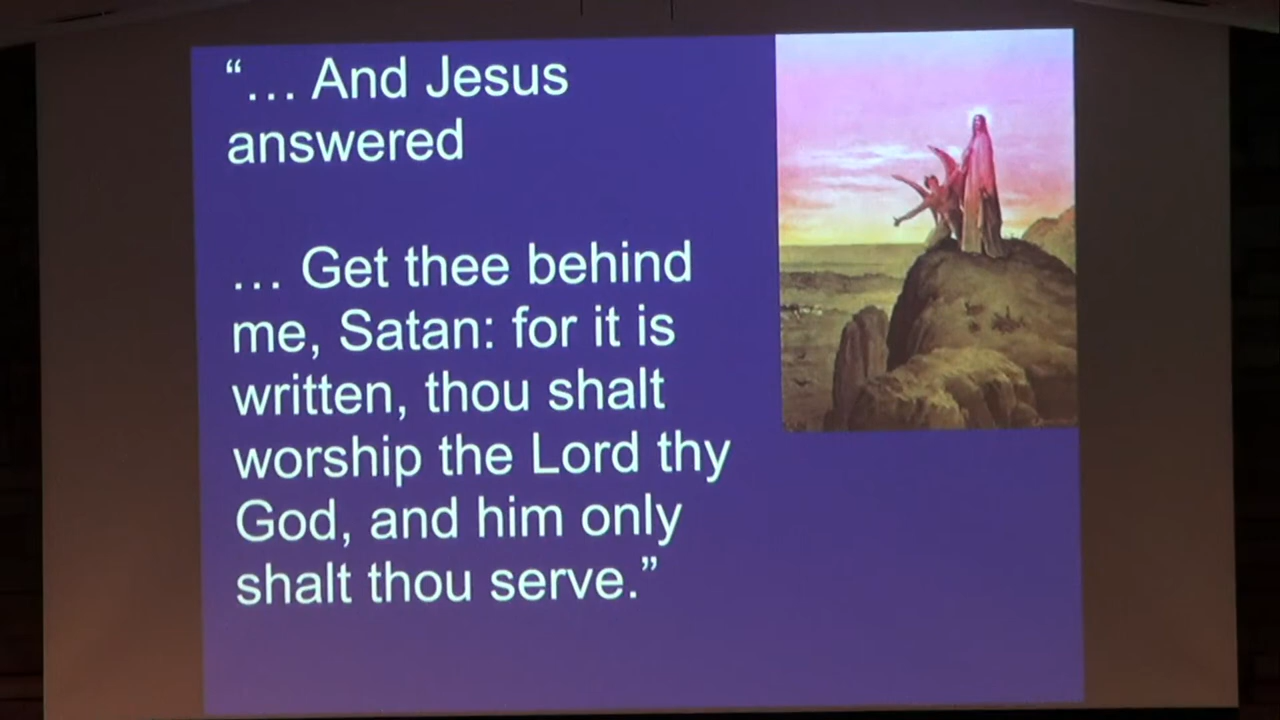 “… And Jesus
answered
… Get thee behind
me, Satan: for it is
written, thou shalt
worship the Lord thy
God, and him only
shalt thou serve.”